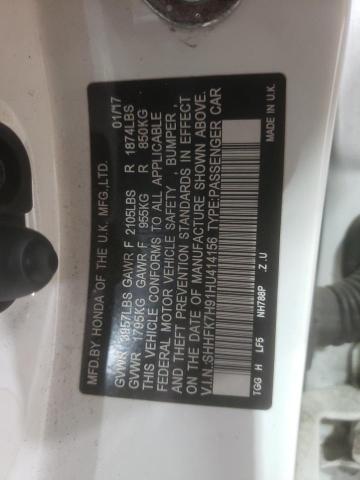 MFD.BY HONDA OF THE U.K. MFG.,LTD. 01/17
GVWR 3957LBS GAWR F 2105LBS R 1874LBS
GVWR 1795KG GAWR F 955KG R 850KG
THIS VEHICLE CONFORMS TO ALL APPLICABLE
FEDERAL MOTOR VEHICLE SAFETY, BUMPER,
AND THEFT PREVENTION STANDARDS IN EFFECT
ON THE DATE OF MANUFACTURE SHOWN ABOVE.
V.I.N.:SHHFK7H91HU414156 TYPE:PASSENGER CAR
TGG H LF5 NH788P .Z.U MADE IN U.K.